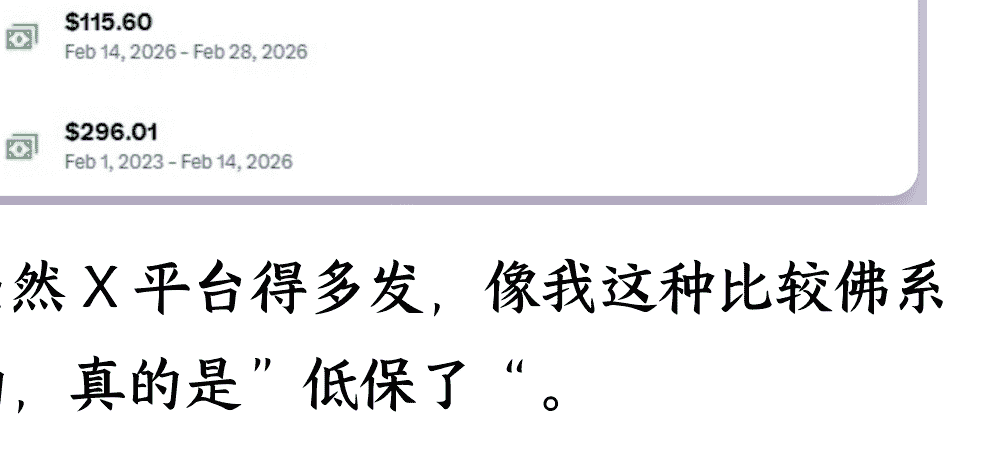 $115.60
Feb 14, 2026 - Feb 28, 2026
$296.01
Feb 1, 2023 - Feb 14, 2026
然 X 平台得多发，像我这种比较佛系
，真的是”低保了“。